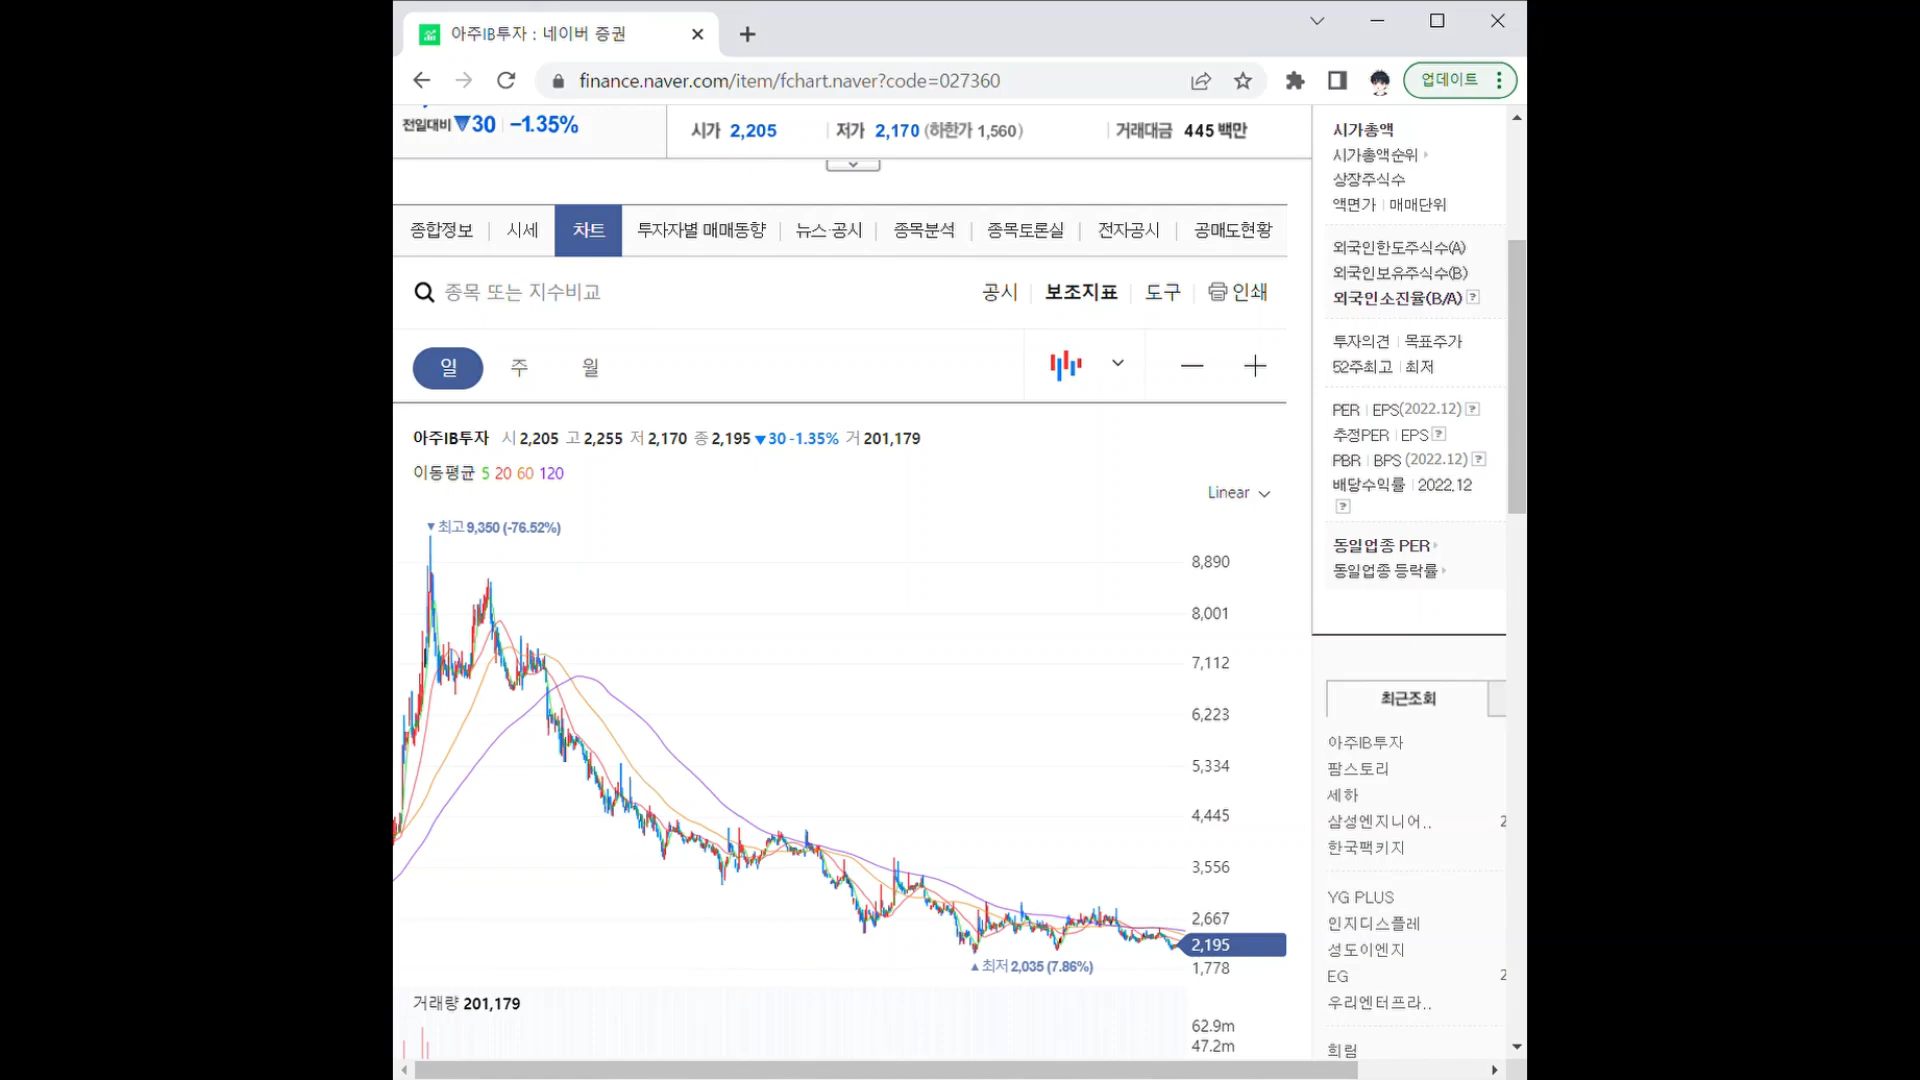 아주IB투자 : 네이버 증권
finance.naver.com/item/fchart.naver?code=027360
업데이트
전일대비 ▼30 -1.35%
시가 2,205 저가 2,170 (하한가 1,560) 거래대금 445 백만
종합정보 시세 차트 투자자별 매매동향 뉴스·공시 종목분석 종목토론실 전자공시 공매도현황
종목 또는 지수비교
공시 보조지표 도구 인쇄
일 주 월
아주IB투자 시 2,205 고 2,255 저 2,170 종 2,195 ▼30 -1.35% 거 201,179
이동평균 5 20 60 120
Linear
▼최고 9,350 (-76.52%)
8,890
8,001
7,112
6,223
5,334
4,445
3,556
2,667
2,195
1,778
▲최저 2,035 (7.86%)
거래량 201,179
62.9m
47.2m
시가총액
시가총액순위
상장주식수
액면가 매매단위
외국인한도주식수(A)
외국인보유주식수(B)
외국인소진율(B/A) ?
투자의견 목표주가
52주최고 최저
PER EPS(2022.12) ?
추정PER EPS ?
PBR BPS (2022.12) ?
배당수익률 2022.12
?
동일업종 PER
동일업종 등락률
최근조회
아주IB투자
팜스토리
세하
삼성엔지니어.. 2
한국팩키지
YG PLUS
인지디스플레
성도이엔지
EG 2
우리엔터프라..
희림